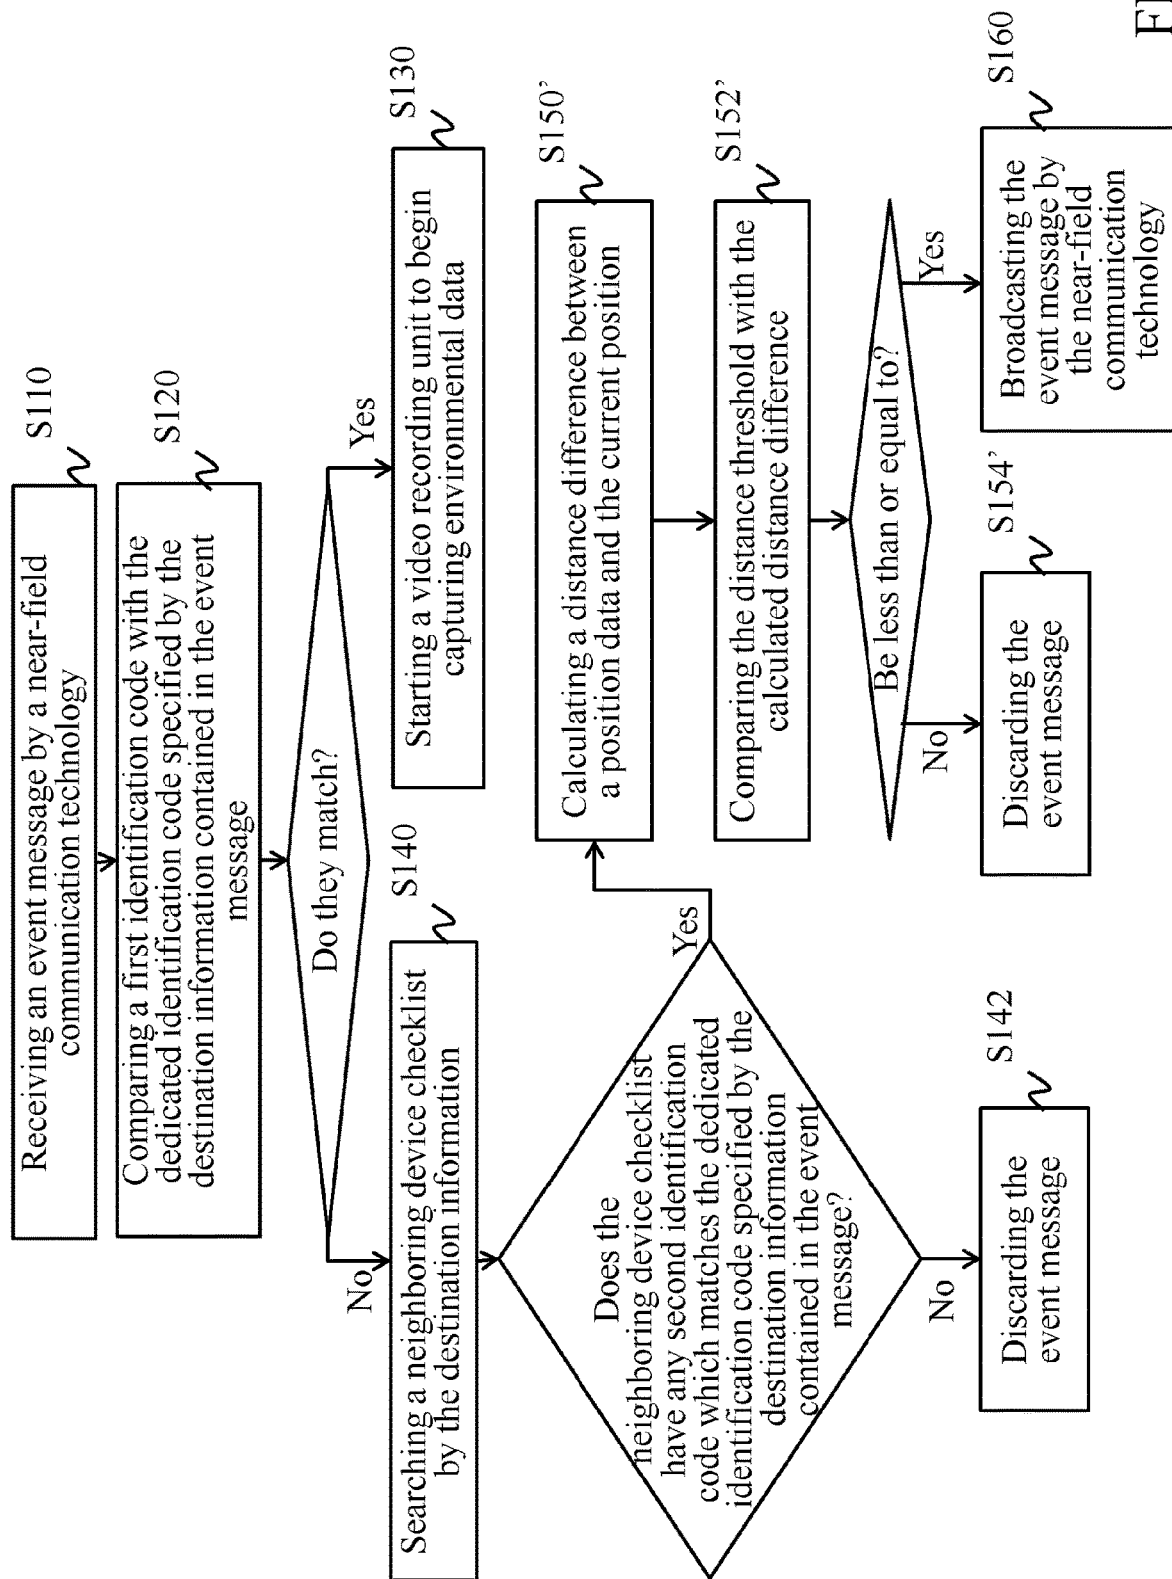 Receiving an event message by a near-field
communication technology
S110
Comparing a first identification code with the
dedicated identification code specified by the
destination information contained in the event
message
S120
Do they match?
Yes
No
Starting a video recording unit to begin
capturing environmental data
S130
Searching a neighboring device checklist
by the destination information
S140
Does the
neighboring device checklist
have any second identification
code which matches the dedicated
identification code specified by the
destination information
contained in the event
message?
Yes
No
Discarding the
event message
S142
Calculating a distance difference between
a position data and the current position
S150’
Comparing the distance threshold with the
calculated distance difference
S152’
Be less than or equal to?
No
Yes
Discarding the
event message
S154’
Broadcasting the
event message by
the near-field
communication
technology
S160